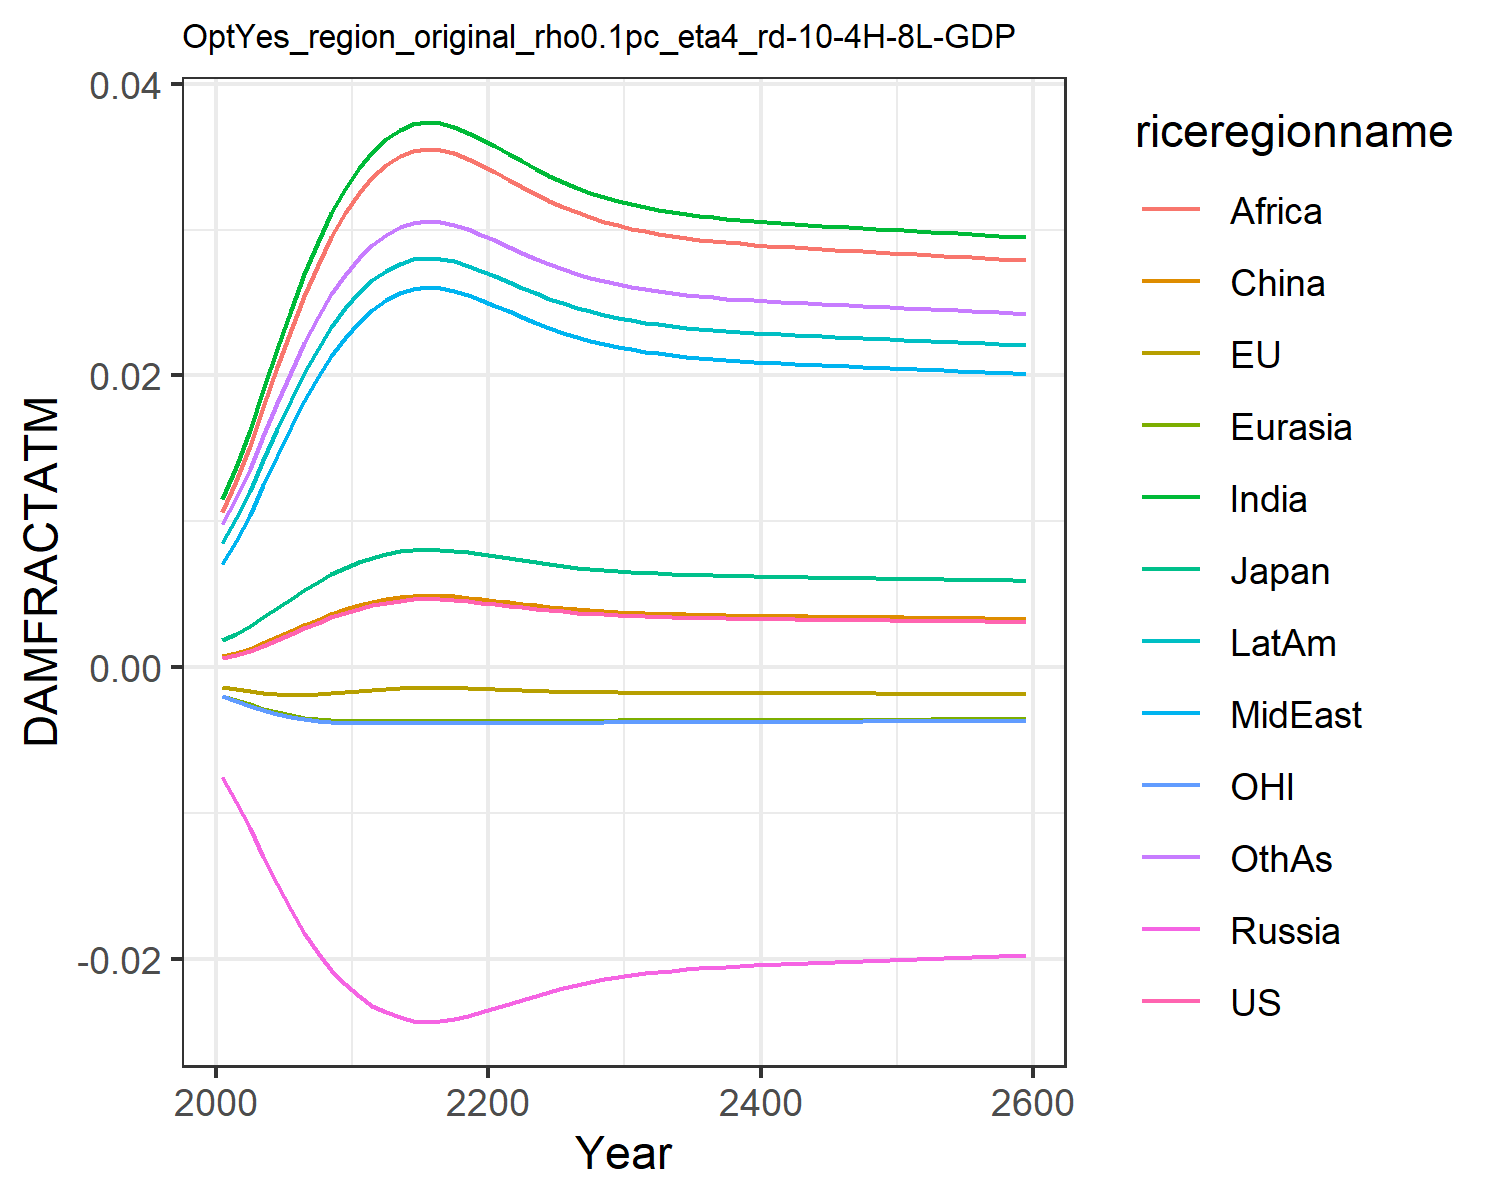 OptYes_region_original_rho0.1pc_eta4_rd-10-4H-8L-GDP
0.04
0.02
0.00
-0.02
DAMFRACTATM
2000
2200
2400
2600
Year
riceregionname
Africa
China
EU
Eurasia
India
Japan
LatAm
MidEast
OHI
OthAs
Russia
US